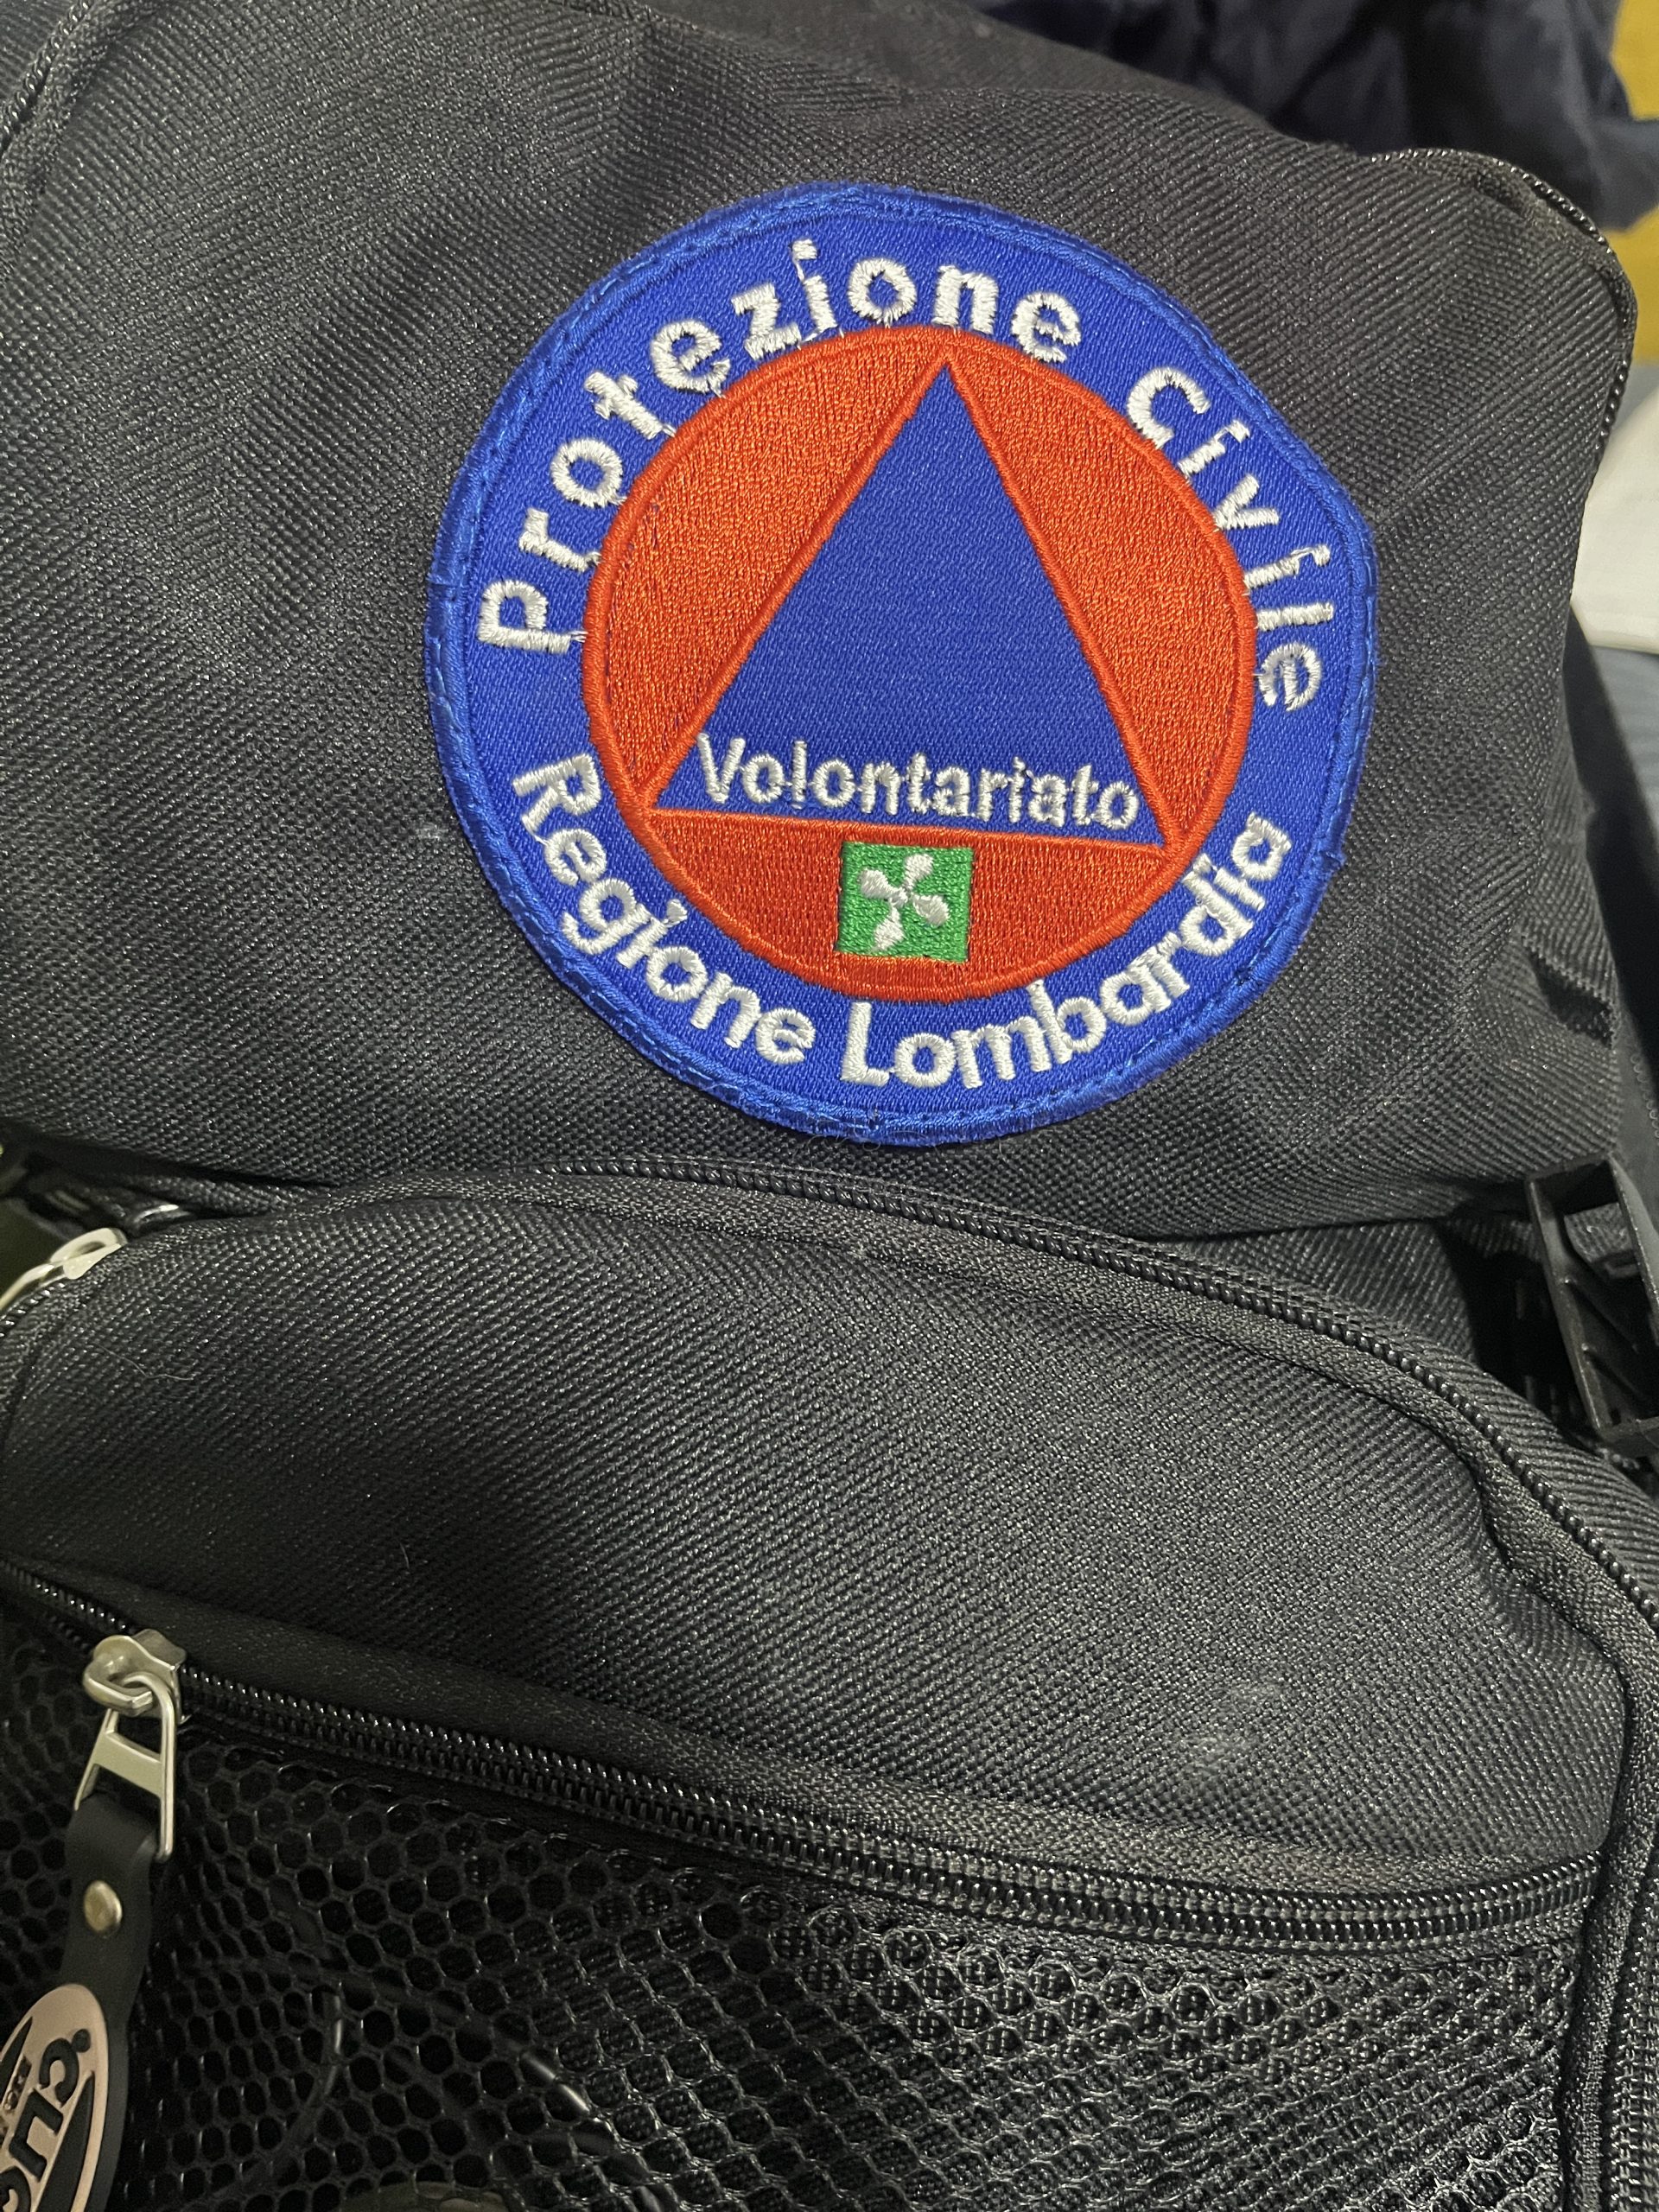 Protezione Civile
Volontariato
Regione Lombardia